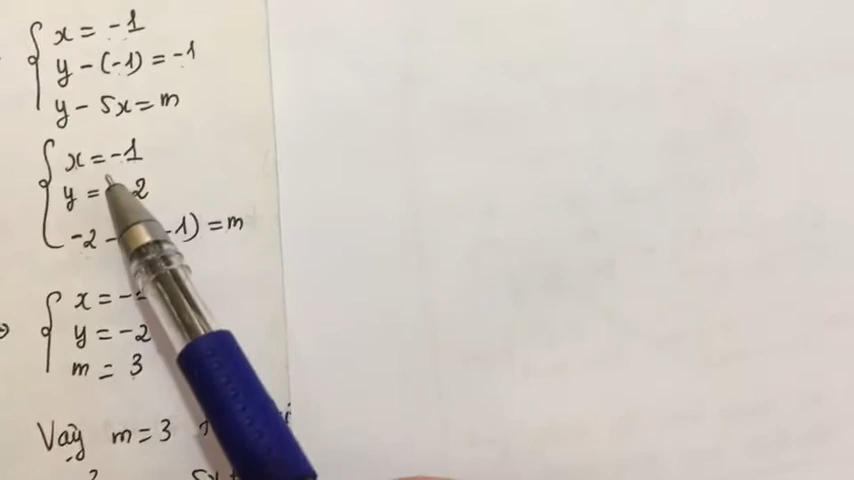 x = -1
y - (-1) = -1
y - 5x = m
x = -1
y = 2
-2 - -1) = m
x = -
y = -2
m = 3
Vậy m = 3